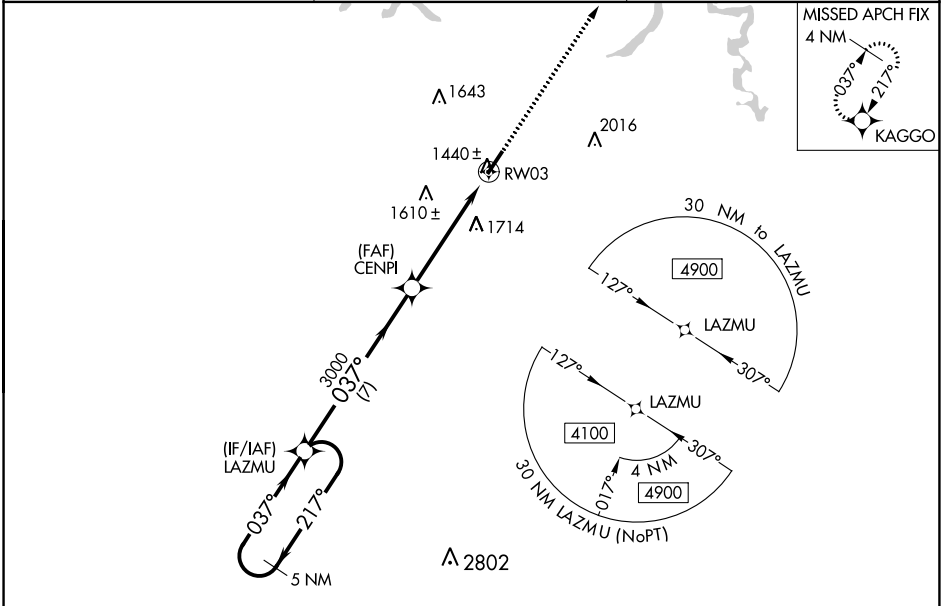 MISSED APCH FIX
4 NM
037°
217°
KAGGO
1643
2016
1440 ±
RW03
1610 ±
1714
(FAF)
CENPI
3000
037°
(7)
(IF/IAF)
LAZMU
037°
217°
5 NM
2802
30 NM to LAZMU
4900
127°
LAZMU
307°
127°
LAZMU
4100
307°
4 NM
017°
4900
30 NM LAZMU (NoPT)